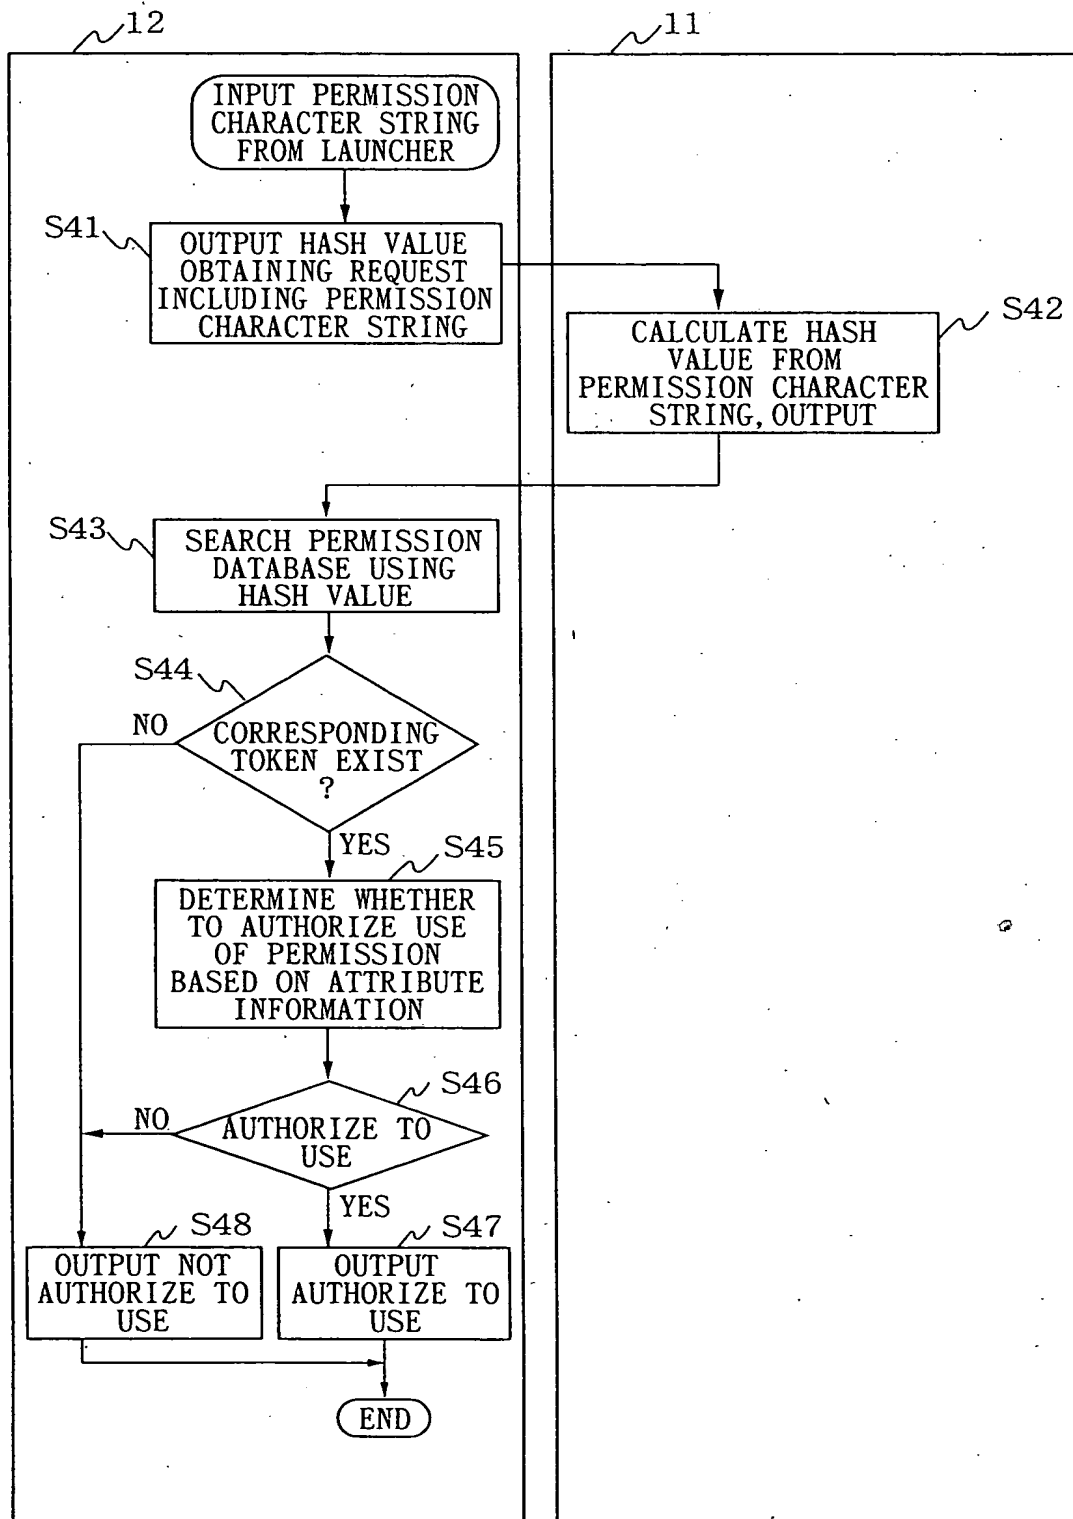 12
11
INPUT PERMISSION
CHARACTER STRING
FROM LAUNCHER
S41
OUTPUT HASH VALUE
OBTAINING REQUEST
INCLUDING PERMISSION
CHARACTER STRING
S42
CALCULATE HASH
VALUE FROM
PERMISSION CHARACTER
STRING, OUTPUT
S43
SEARCH PERMISSION
DATABASE USING
HASH VALUE
S44
NO
CORRESPONDING
TOKEN EXIST
?
YES
S45
DETERMINE WHETHER
TO AUTHORIZE USE
OF PERMISSION
BASED ON ATTRIBUTE
INFORMATION
S46
NO
AUTHORIZE TO
USE
YES
S48
S47
OUTPUT NOT
AUTHORIZE TO
USE
OUTPUT
AUTHORIZE TO
USE
END